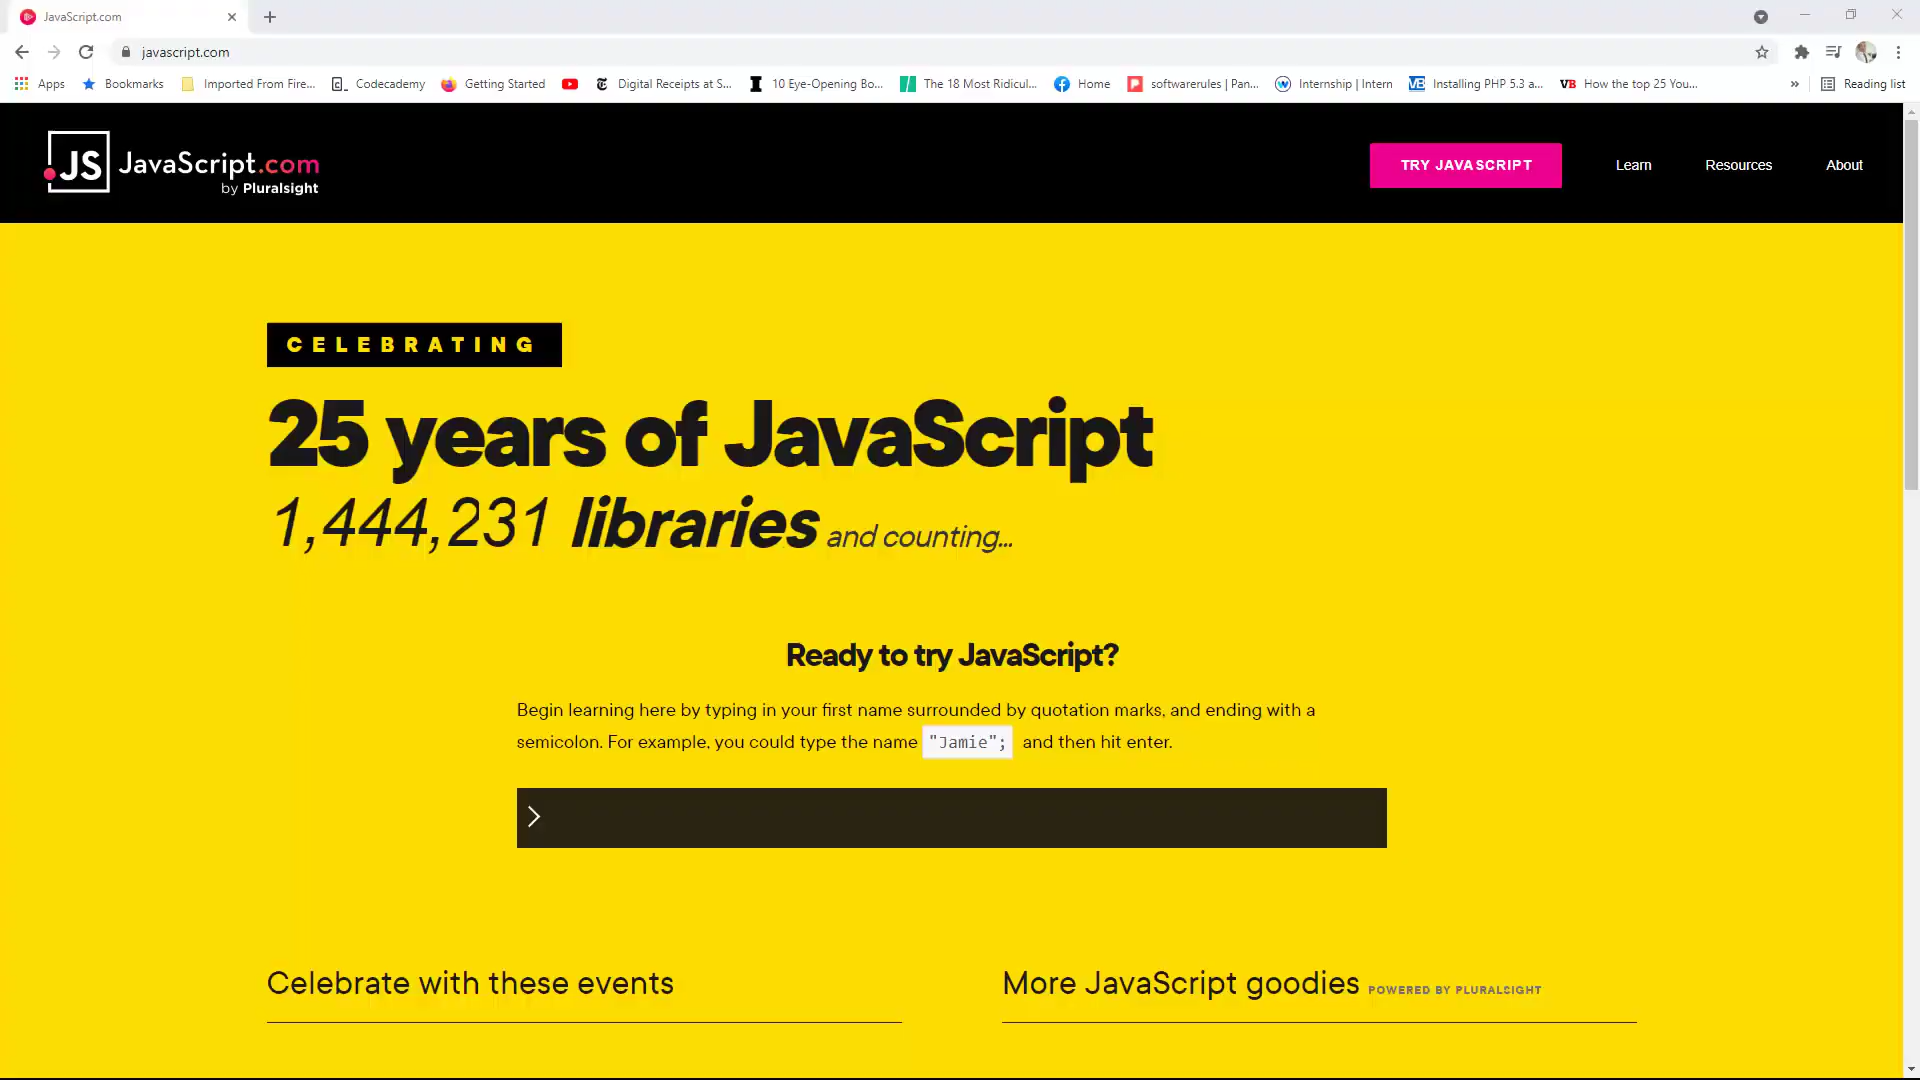 JavaScript.com
javascript.com
Apps Bookmarks Imported From Fire... Codecademy Getting Started Digital Receipts at S... 10 Eye-Opening Bo... The 18 Most Ridicul... Home softwarerules | Pan... Internship | Intern Installing PHP 5.3 a... VB How the top 25 You... » Reading list
.JS JavaScript.com
by Pluralsight
TRY JAVASCRIPT Learn Resources About
CELEBRATING
25 years of JavaScript
1,444,231 libraries and counting...
Ready to try JavaScript?
Begin learning here by typing in your first name surrounded by quotation marks, and ending with a
semicolon. For example, you could type the name "Jamie"; and then hit enter.
Celebrate with these events
More JavaScript goodies POWERED BY PLURALSIGHT